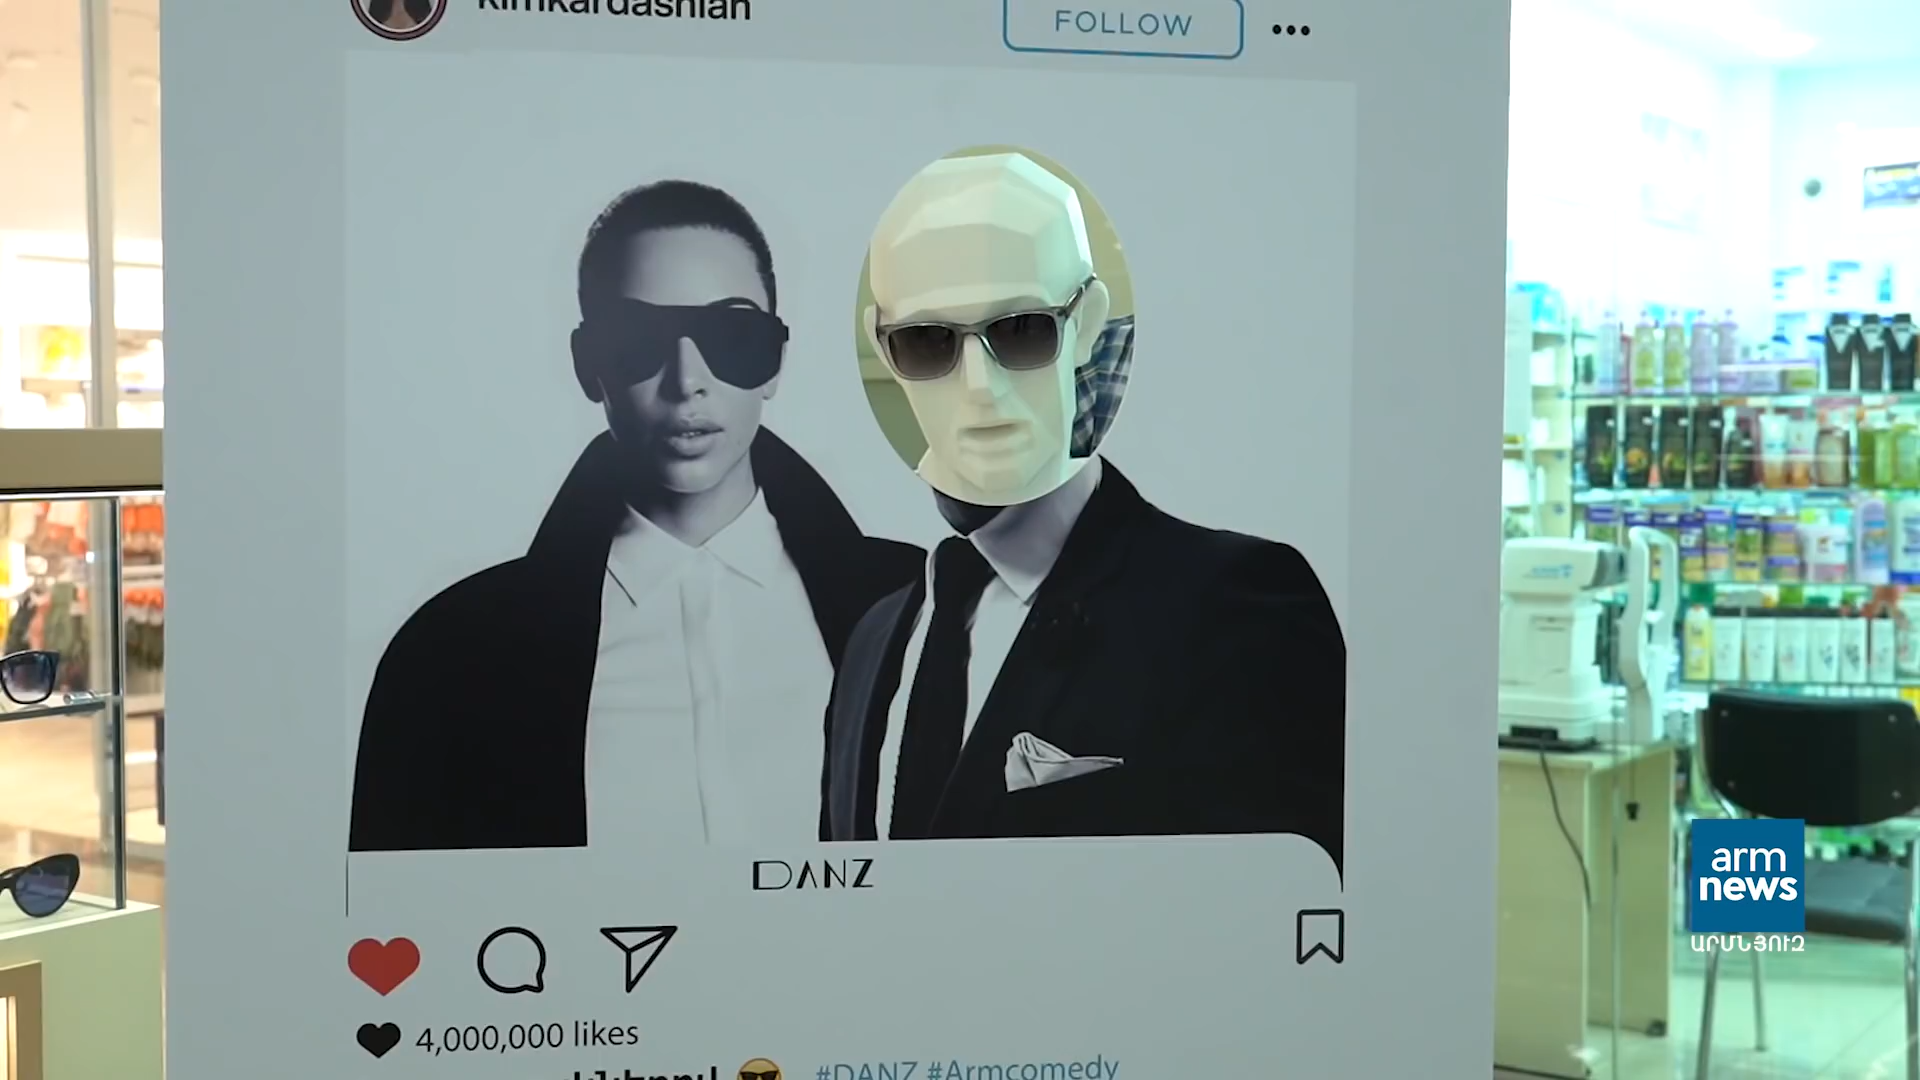 kimkardashian
FOLLOW
DANZ
4,000,000 likes
#DANZ #Armcomedy
arm
news
ԱՐՄՆՅՈՒԶ